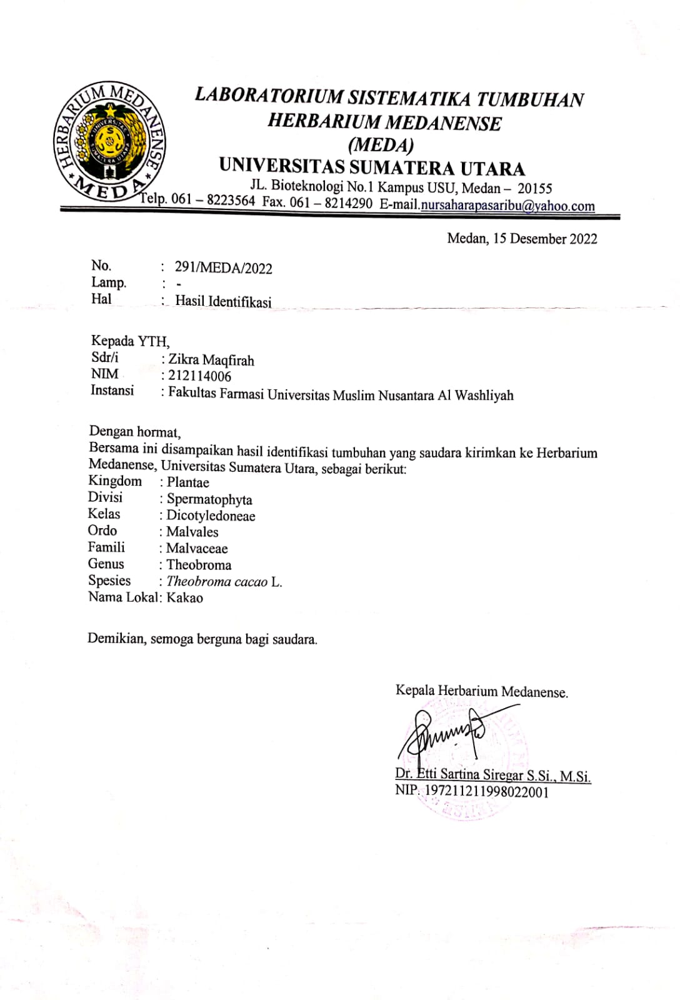 HERBARIUM MEDANENSE
UNIVERSITAS
SUMATERA UTARA
* MEDA *
LABORATORIUM SISTEMATIKA TUMBUHAN
HERBARIUM MEDANENSE
(MEDA)
UNIVERSITAS SUMATERA UTARA
JL. Bioteknologi No.1 Kampus USU, Medan – 20155
Telp. 061 – 8223564 Fax. 061 – 8214290 E-mail.nursaharapasaribu@yahoo.com
Medan, 15 Desember 2022
No. : 291/MEDA/2022
Lamp. : -
Hal : Hasil Identifikasi
Kepada YTH,
Sdr/i : Zikra Maqfirah
NIM : 212114006
Instansi : Fakultas Farmasi Universitas Muslim Nusantara Al Washliyah
Dengan hormat,
Bersama ini disampaikan hasil identifikasi tumbuhan yang saudara kirimkan ke Herbarium
Medanense, Universitas Sumatera Utara, sebagai berikut:
Kingdom : Plantae
Divisi : Spermatophyta
Kelas : Dicotyledoneae
Ordo : Malvales
Famili : Malvaceae
Genus : Theobroma
Spesies : Theobroma cacao L.
Nama Lokal: Kakao
Demikian, semoga berguna bagi saudara.
Kepala Herbarium Medanense.
Dr. Etti Sartina Siregar S.Si., M.Si.
NIP. 197211211998022001